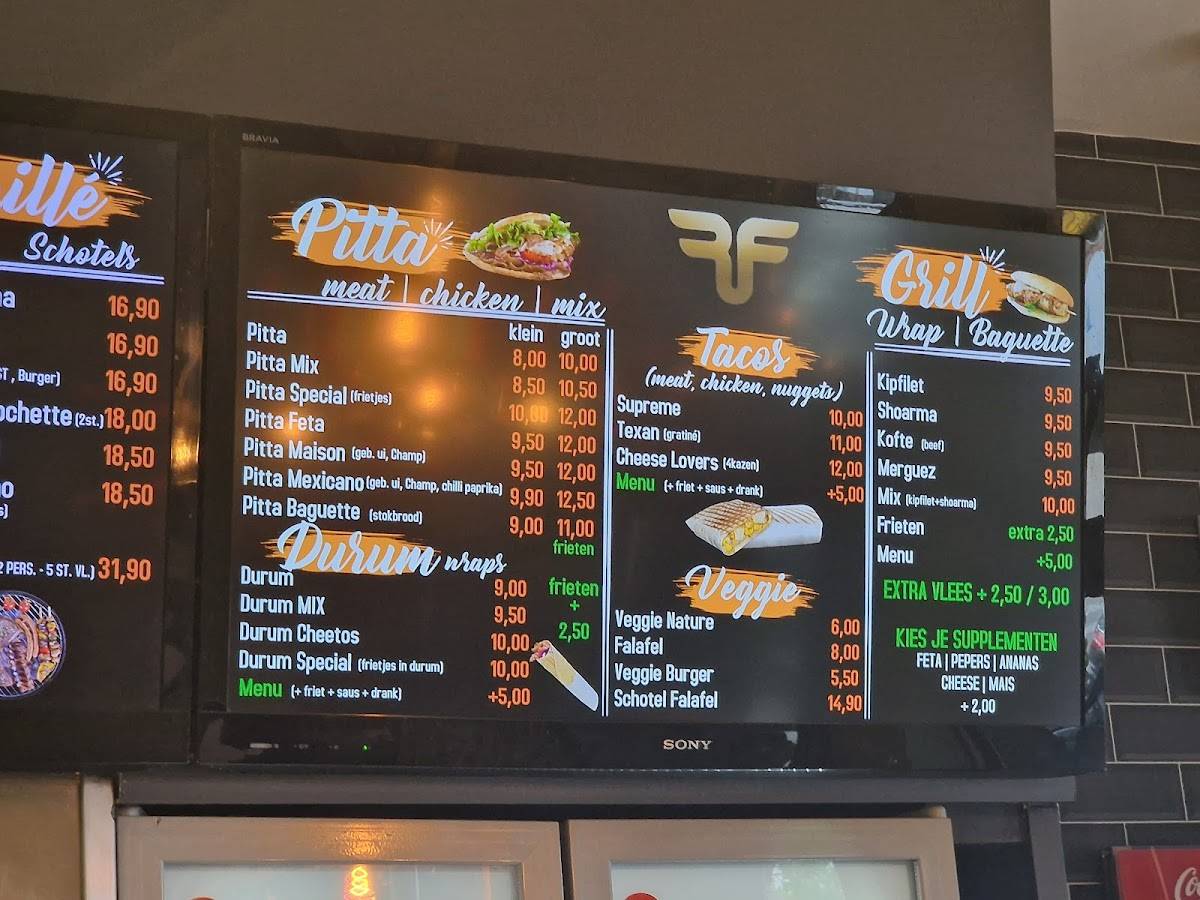 illé
Schotels
16,90
16,90
ST , Burger) 16,90
ochette (2st.) 18,00
18,50
18,50
2 PERS. - 5 ST. VL.) 31,90
BRAVIA
Pitta
meat | chicken | mix
klein groot
Pitta 8,00 10,00
Pitta Mix 8,50 10,50
Pitta Special (frietjes) 10,00 12,00
Pitta Feta 9,50 12,00
Pitta Maison (geb. ui, Champ) 9,50 12,00
Pitta Mexicano (geb. ui, Champ, chilli paprika) 9,90 12,50
Pitta Baguette (stokbrood) 9,00 11,00
frieten
Durum wraps
Durum 9,00
Durum MIX 9,50
Durum Cheetos 10,00
Durum Special (frietjes in durum) 10,00
Menu (+ friet + saus + drank) +5,00
frieten
+
2,50
FF
Tacos
(meat, chicken, nuggets)
Supreme 10,00
Texan (gratiné) 11,00
Cheese Lovers (4kazen) 12,00
Menu (+ friet + saus + drank) +5,00
Veggie
Veggie Nature 6,00
Falafel 8,00
Veggie Burger 5,50
Schotel Falafel 14,90
Grill
Wrap | Baguette
Kipfilet 9,50
Shoarma 9,50
Kofte (beef) 9,50
Merguez 9,50
Mix (kipfilet+shoarma) 10,00
Frieten extra 2,50
Menu +5,00
EXTRA VLEES + 2,50 / 3,00
KIES JE SUPPLEMENTEN
FETA | PEPERS | ANANAS
CHEESE | MAIS
+ 2,00
SONY